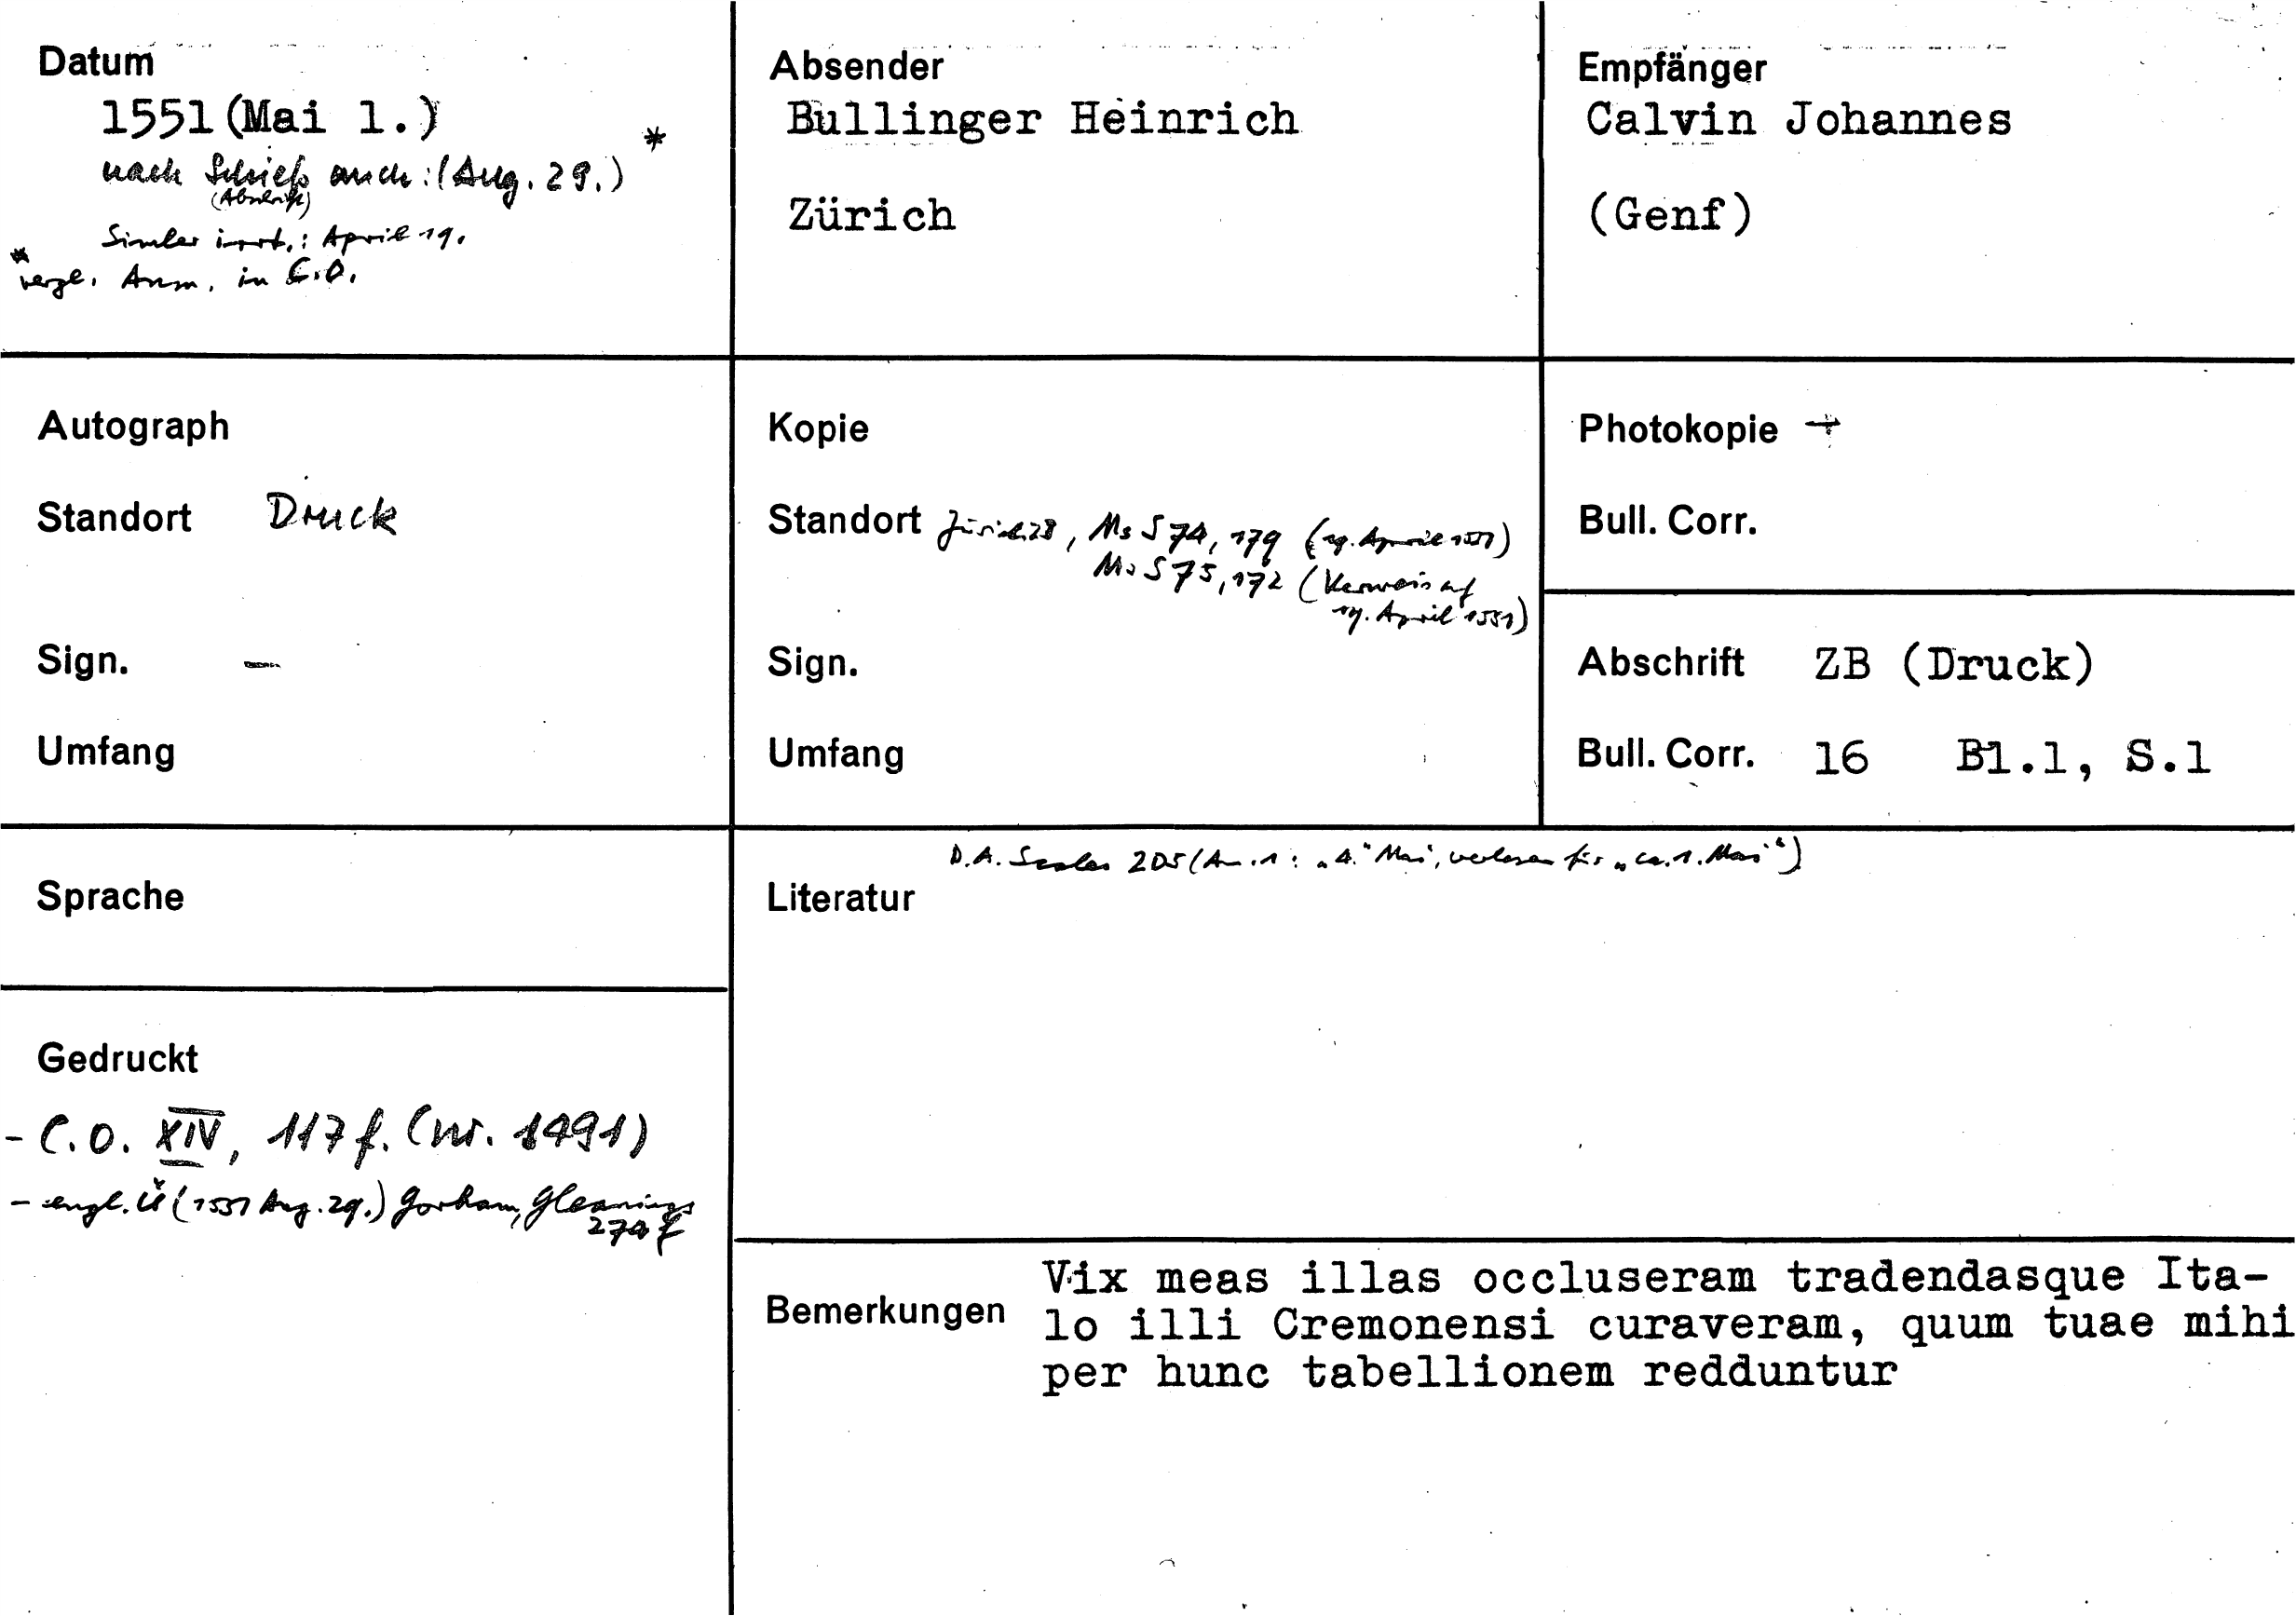 Datum
1551(Mai 1.) *
nach Schieß auch: (Aug. 29.)
(Abschrift)
Simler irrt.: April 19.
* vergl. Anm. in C.O.
Absender
Bullinger Heinrich
Zürich
Empfänger
Calvin Johannes
(Genf)
Autograph
Standort Druck
Sign. –
Umfang
Kopie
Standort Zürich ZB, Ms S 74, 179 (19. April 1551)
Ms S 75, 172 (Verweis auf
19. April 1551)
Sign.
Umfang
Photokopie +
Bull. Corr.
Abschrift ZB (Druck)
Bull. Corr. 16 Bl.1, S.1
Sprache
D.A. 205 (Anm. 1: „4." Mai, verlesen für „ca. 1. Mai")
Literatur
Gedruckt
- C.O. XIV, 117 f. (nr. 1491)
- engl. Ü (1551 Aug. 29.) Gorham, Gleanings
274 f
Bemerkungen
Vix meas illas occluseram tradendasque Ita-
lo illi Cremonensi curaveram, quum tuae mihi
per hunc tabellionem redduntur